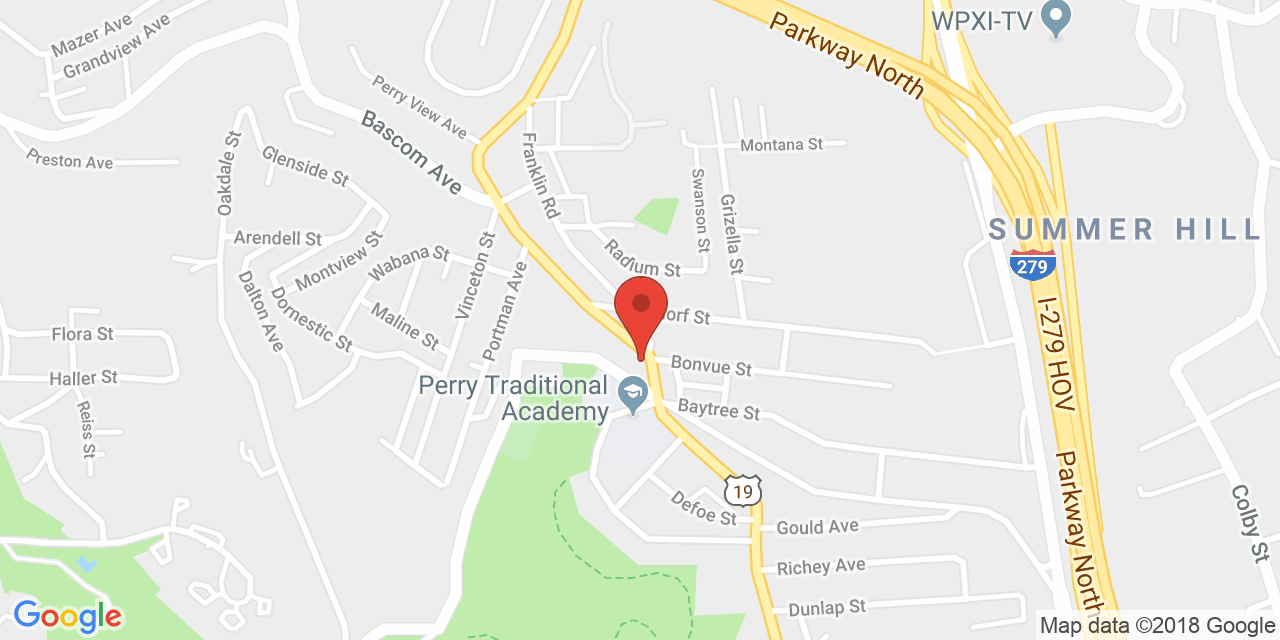 WPXI-TV
Parkway North
Mazer Ave
Grandview Ave
Perry View Ave
Bascom Ave
Preston Ave
Oakdale St
Glenside St
Franklin Rd
Montana St
Swanson St
Grizella St
SUMMER HILL
Arendell St
Montview St
Wabana St
Vinceton St
Portman Ave
Radium St
279
Dalton Ave
Dornestic St
Maline St
orf St
Flora St
Haller St
Reiss St
Bonvue St
I-279 HOV
Perry Traditional
Academy
Baytree St
19
Defoe St
Gould Ave
Richey Ave
Dunlap St
Parkway North
Colby St
Google
Map data ©2018 Google